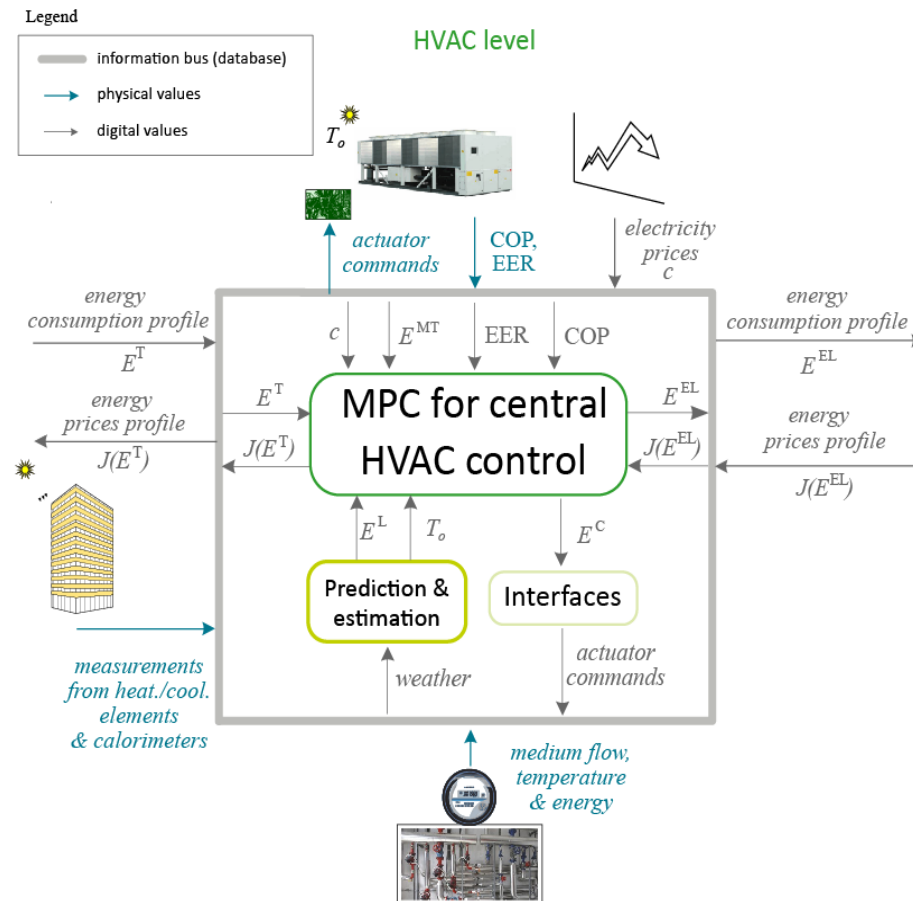 Legend
information bus (database)
physical values
digital values
HVAC level
T_o
actuator
commands
COP,
EER
electricity
prices
c
energy
consumption profile
E^T
energy
prices profile
J(E^T)
c
E^MT
EER
COP
energy
consumption profile
E^EL
energy
prices profile
J(E^EL)
E^T
J(E^T)
MPC for central
HVAC control
E^EL
J(E^EL)
E^L
T_o
E^C
Prediction &
estimation
Interfaces
weather
actuator
commands
measurements
from heat./cool.
elements
& calorimeters
medium flow,
temperature
& energy